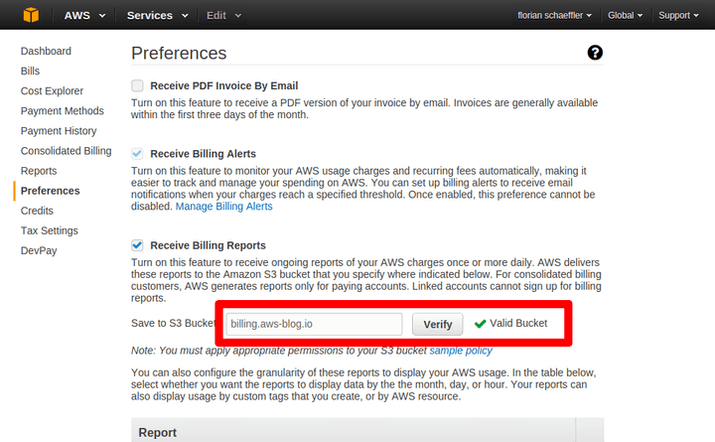 AWS Services Edit florian schaeffler Global Support
Dashboard
Bills
Cost Explorer
Payment Methods
Payment History
Consolidated Billing
Reports
Preferences
Credits
Tax Settings
DevPay
Preferences ?
Receive PDF Invoice By Email
Turn on this feature to receive a PDF version of your invoice by email. Invoices are generally available
within the first three days of the month.
Receive Billing Alerts
Turn on this feature to monitor your AWS usage charges and recurring fees automatically, making it
easier to track and manage your spending on AWS. You can set up billing alerts to receive email
notifications when your charges reach a specified threshold. Once enabled, this preference cannot be
disabled. Manage Billing Alerts
Receive Billing Reports
Turn on this feature to receive ongoing reports of your AWS charges once or more daily. AWS delivers
these reports to the Amazon S3 bucket that you specify where indicated below. For consolidated billing
customers, AWS generates reports only for paying accounts. Linked accounts cannot sign up for billing
reports.
Save to S3 Bucket billing.aws-blog.io Verify Valid Bucket
Note: You must apply appropriate permissions to your S3 bucket sample policy
You can also configure the granularity of these reports to display your AWS usage. In the table below,
select whether you want the reports to display data by the the month, day, or hour. Your reports can
also display usage by custom tags that you create, or by AWS resource.
Report